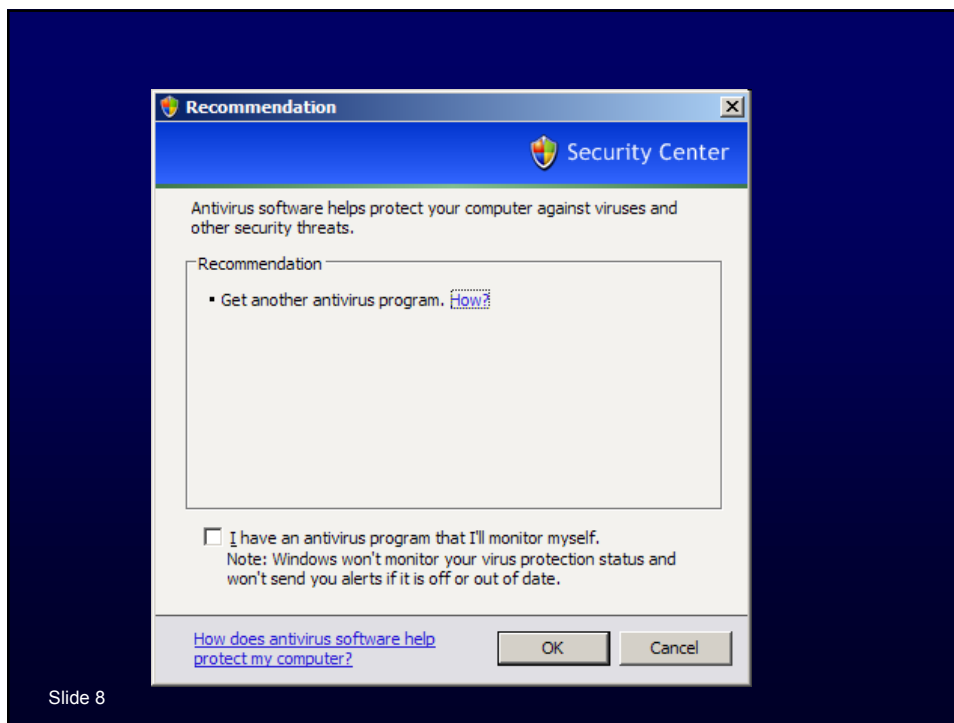 Recommendation
Security Center
Antivirus software helps protect your computer against viruses and
other security threats.
Recommendation
▪ Get another antivirus program. How?
I have an antivirus program that I'll monitor myself.
Note: Windows won't monitor your virus protection status and
won't send you alerts if it is off or out of date.
How does antivirus software help
protect my computer?
OK
Cancel
Slide 8